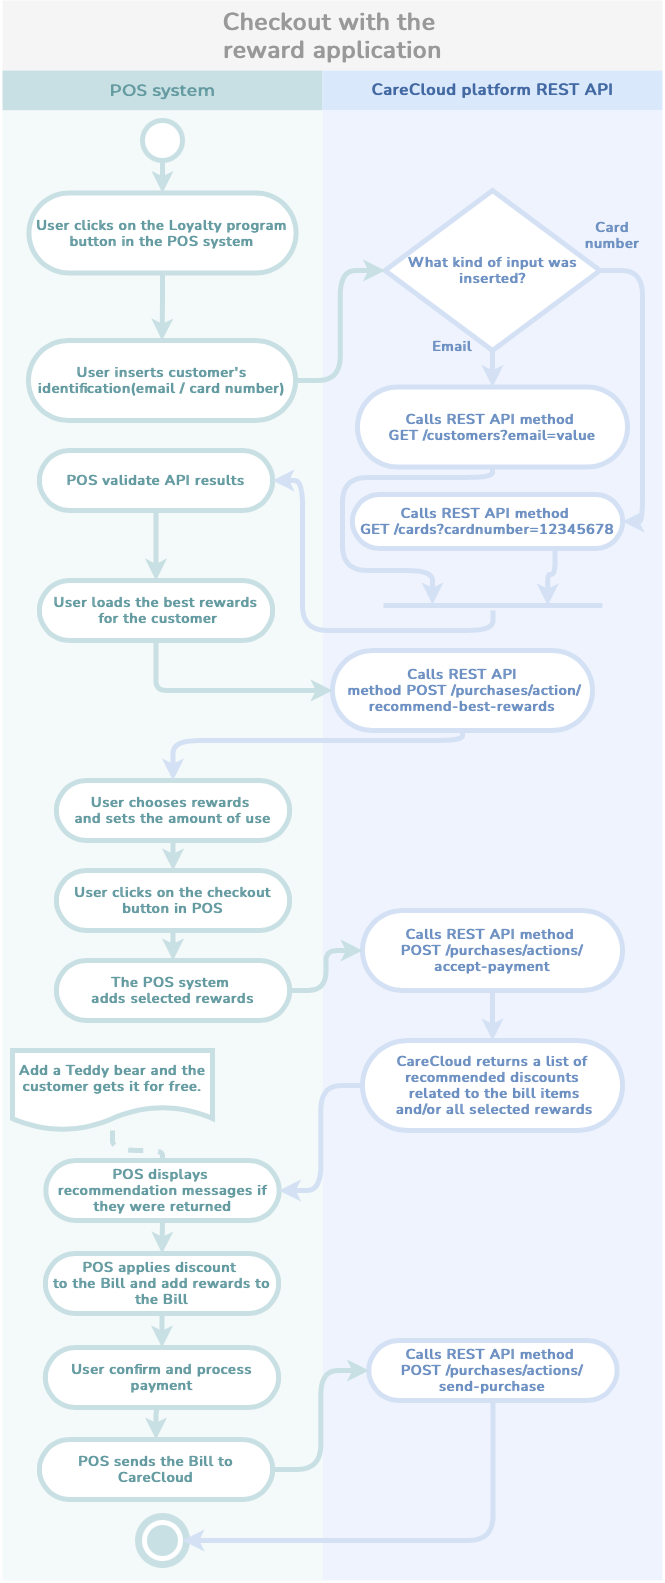 Checkout with the
reward application
POS system
CareCloud platform REST API
User clicks on the Loyalty program
button in the POS system
What kind of input was
inserted?
Card
number
Email
User inserts customer's
identification(email / card number)
Calls REST API method
GET /customers?email=value
POS validate API results
Calls REST API method
GET /cards?cardnumber=12345678
User loads the best rewards
for the customer
Calls REST API
method POST /purchases/action/
recommend-best-rewards
User chooses rewards
and sets the amount of use
User clicks on the checkout
button in POS
The POS system
adds selected rewards
Calls REST API method
POST /purchases/actions/
accept-payment
CareCloud returns a list of
recommended discounts
related to the bill items
and/or all selected rewards
Add a Teddy bear and the
customer gets it for free.
POS displays
recommendation messages if
they were returned
POS applies discount
to the Bill and add rewards to
the Bill
User confirm and process
payment
Calls REST API method
POST /purchases/actions/
send-purchase
POS sends the Bill to
CareCloud